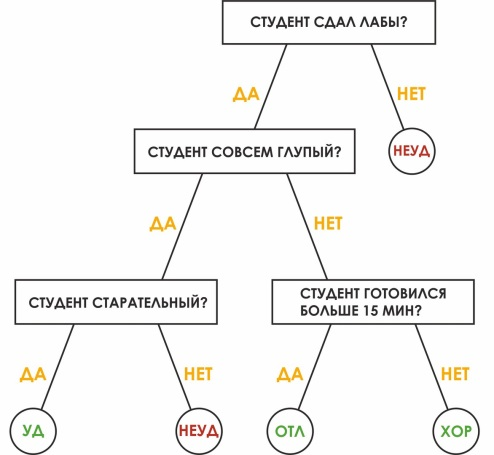 СТУДЕНТ СДАЛ ЛАБЫ?
ДА
НЕТ
НЕУД
СТУДЕНТ СОВСЕМ ГЛУПЫЙ?
ДА
НЕТ
СТУДЕНТ СТАРАТЕЛЬНЫЙ?
СТУДЕНТ ГОТОВИЛСЯ
БОЛЬШЕ 15 МИН?
ДА
НЕТ
ДА
НЕТ
УД
НЕУД
ОТЛ
ХОР